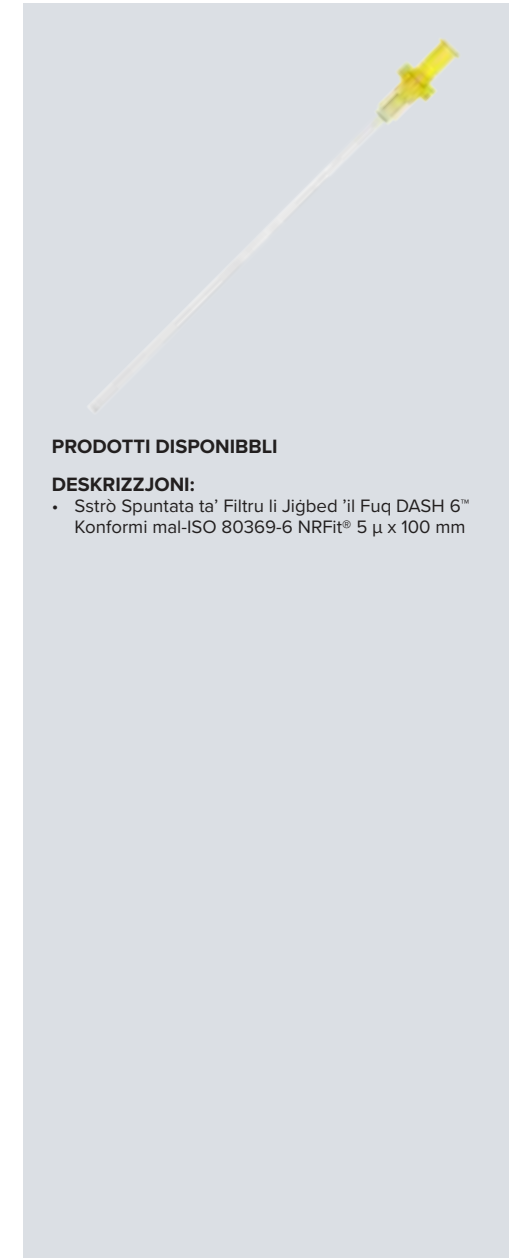 PRODOTTI DISPONIBBLI
DESKRIZZJONI:
• Sstrò Spuntata ta’ Filtru li Jiġbed ’il Fuq DASH 6™
Konformi mal-ISO 80369-6 NRFit® 5 µ x 100 mm